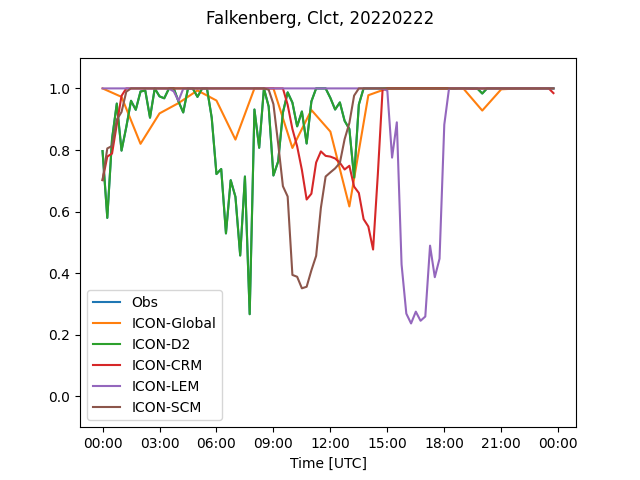 Falkenberg, Clct, 20220222
1.0
0.8
0.6
0.4
0.2
0.0
Obs
ICON-Global
ICON-D2
ICON-CRM
ICON-LEM
ICON-SCM
00:00 03:00 06:00 09:00 12:00 15:00 18:00 21:00 00:00
Time [UTC]